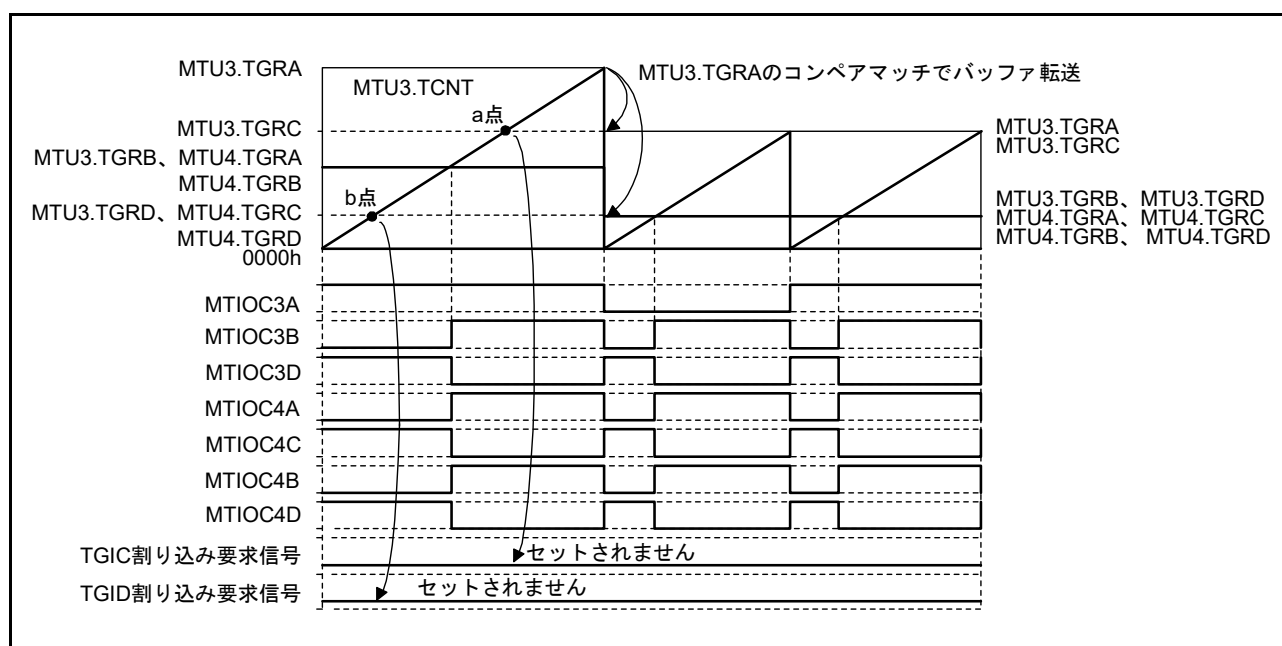 MTU3.TGRA
MTU3.TCNT
MTU3.TGRAのコンペアマッチでバッファ転送
a点
MTU3.TGRC
MTU3.TGRB、MTU4.TGRA
MTU4.TGRB
b点
MTU3.TGRD、MTU4.TGRC
MTU4.TGRD
0000h
MTU3.TGRA
MTU3.TGRC
MTU3.TGRB、MTU3.TGRD
MTU4.TGRA、MTU4.TGRC
MTU4.TGRB、 MTU4.TGRD
MTIOC3A
MTIOC3B
MTIOC3D
MTIOC4A
MTIOC4C
MTIOC4B
MTIOC4D
TGIC割り込み要求信号
セットされません
TGID割り込み要求信号
セットされません